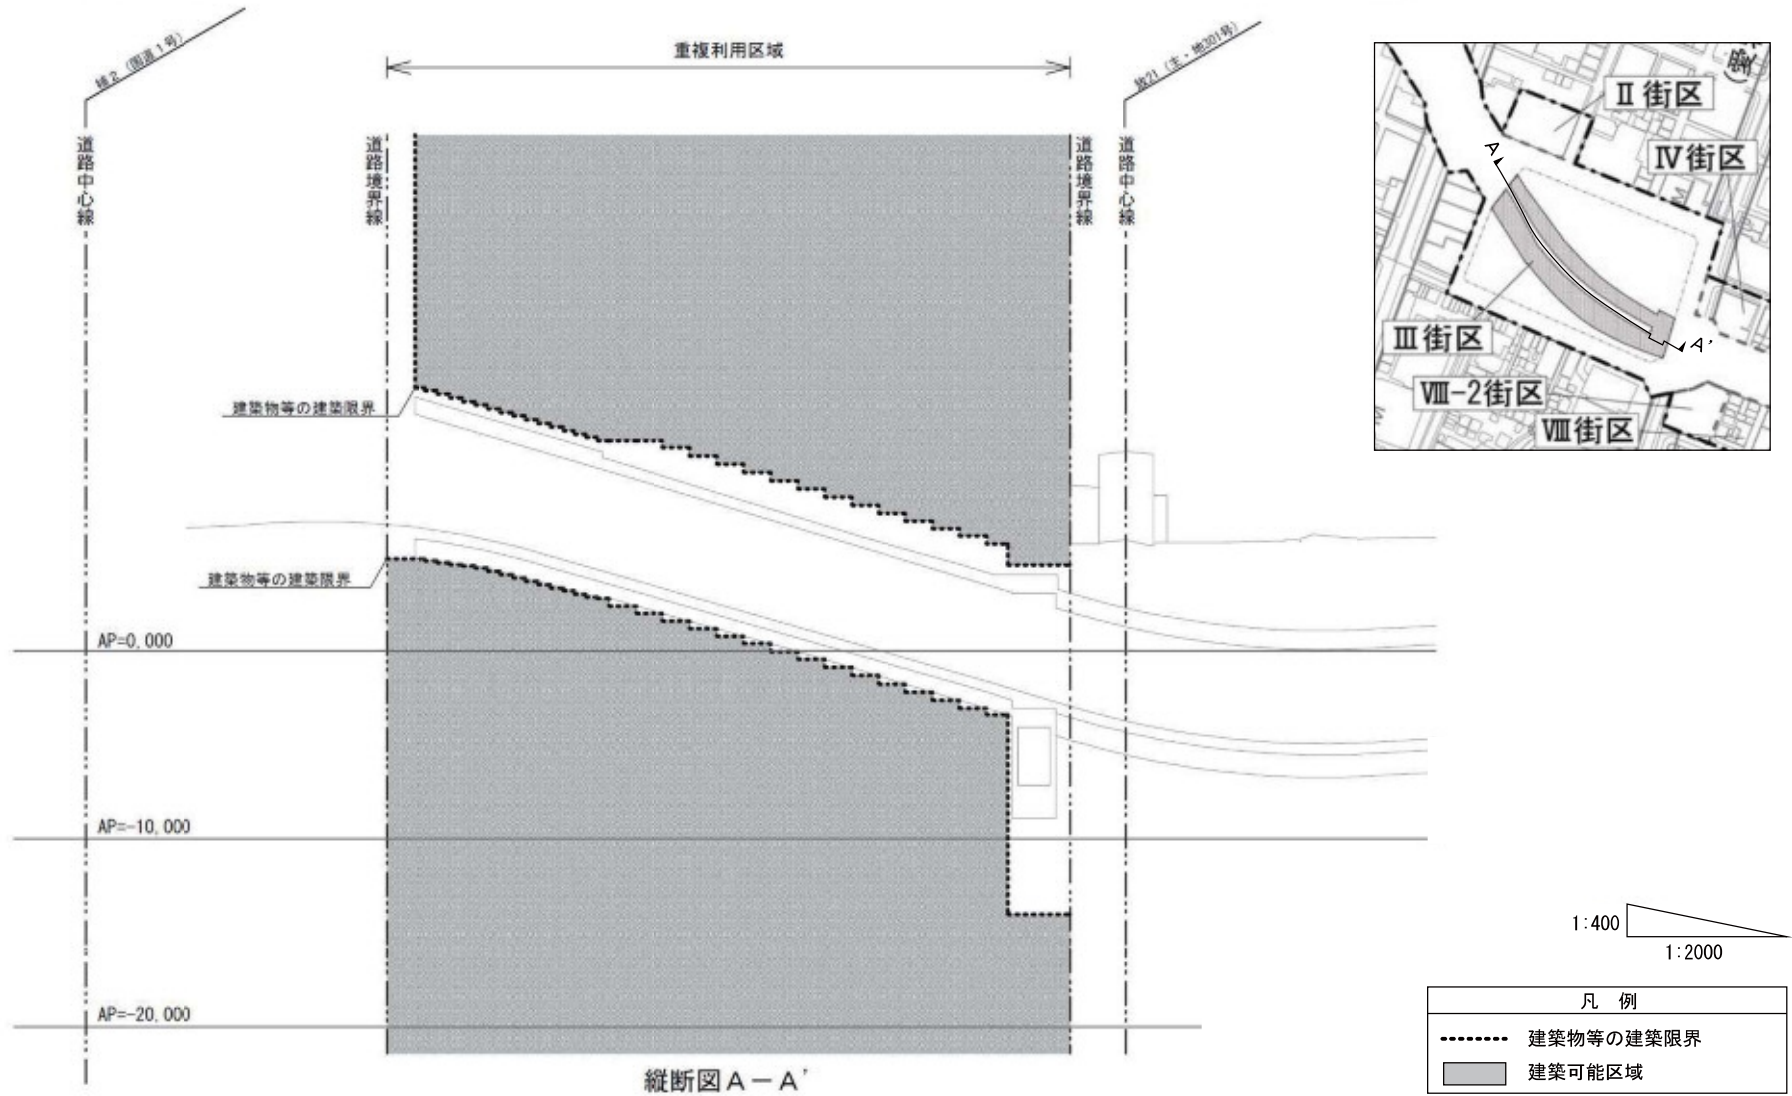 補2（国道1号）
重複利用区域
放21（主・地301号）
道路中心線
道路境界線
道路境界線
道路中心線
建築物等の建築限界
建築物等の建築限界
AP=0,000
AP=-10,000
AP=-20,000
縦断図A－A'
Ⅱ街区
Ⅳ街区
A
Ⅲ街区
A'
Ⅷ-2街区
Ⅷ街区
1:400
1:2000
凡 例
建築物等の建築限界
建築可能区域